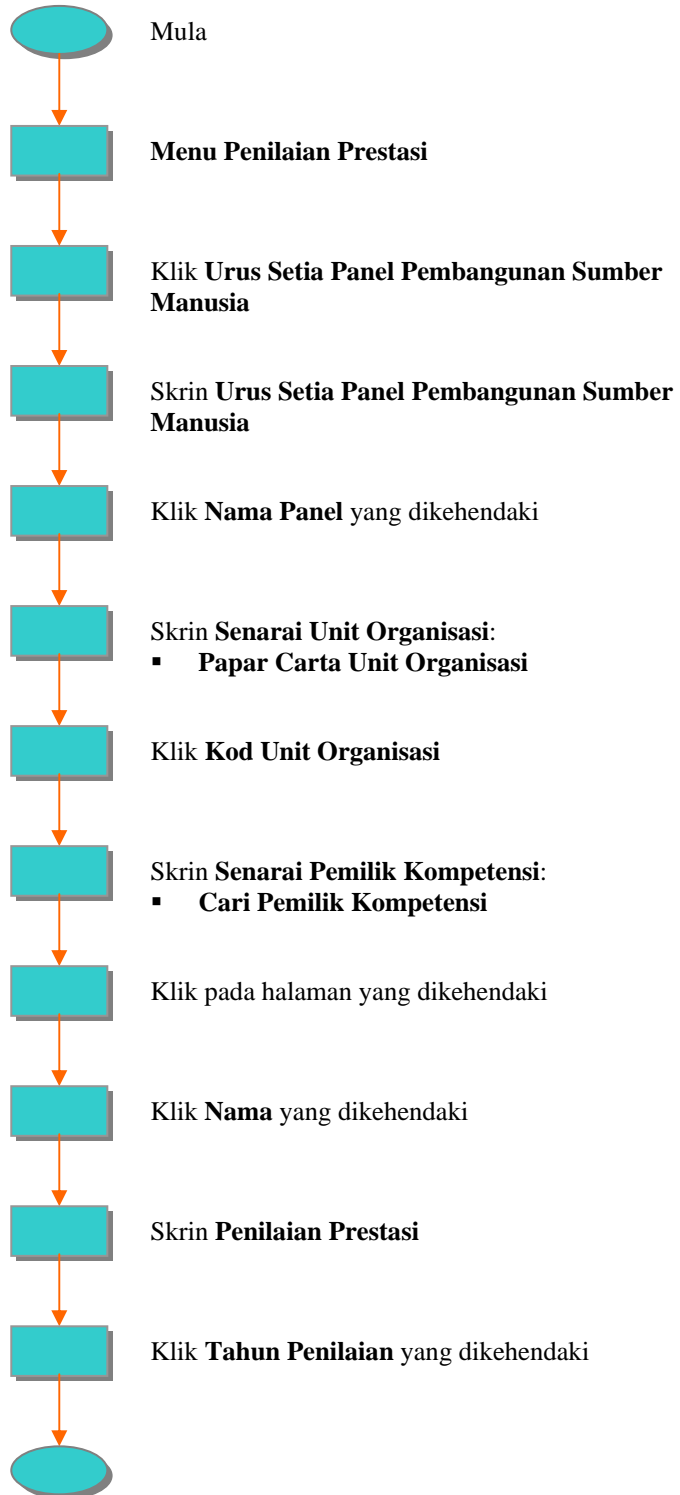 Mula
Menu Penilaian Prestasi
Klik Urus Setia Panel Pembangunan Sumber
Manusia
Skrin Urus Setia Panel Pembangunan Sumber
Manusia
Klik Nama Panel yang dikehendaki
Skrin Senarai Unit Organisasi:
▪ Papar Carta Unit Organisasi
Klik Kod Unit Organisasi
Skrin Senarai Pemilik Kompetensi:
▪ Cari Pemilik Kompetensi
Klik pada halaman yang dikehendaki
Klik Nama yang dikehendaki
Skrin Penilaian Prestasi
Klik Tahun Penilaian yang dikehendaki